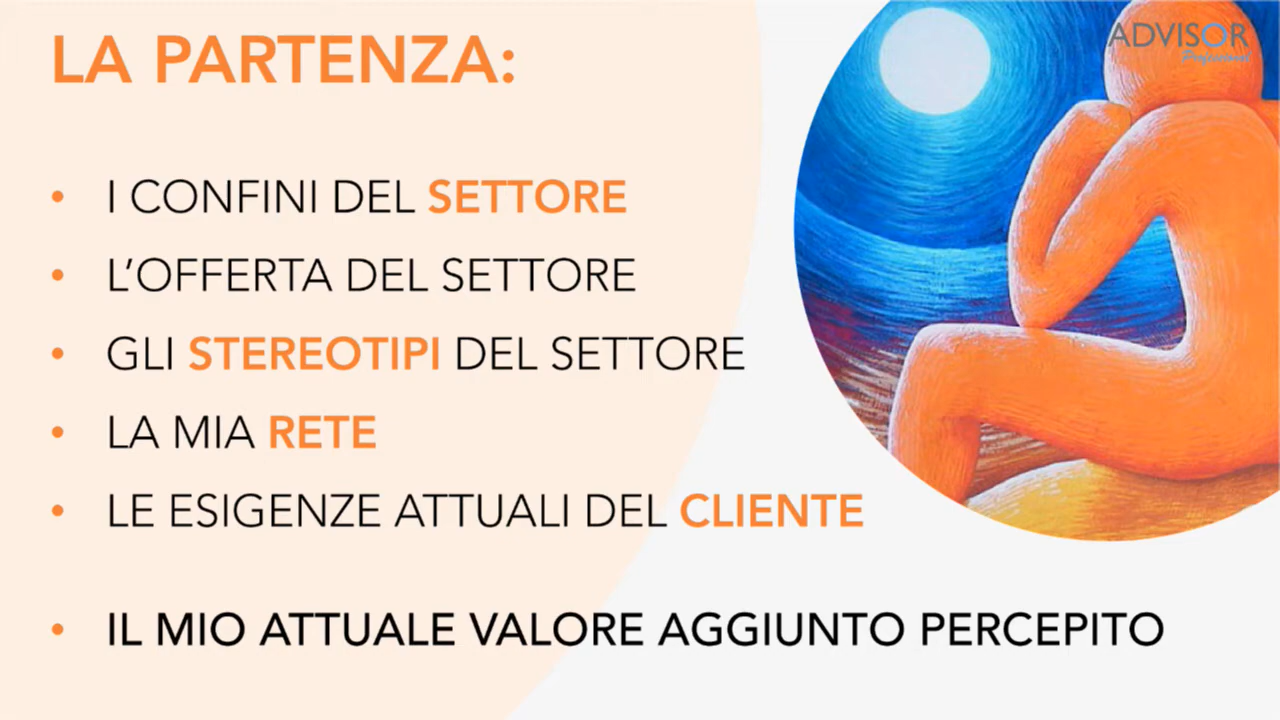 LA PARTENZA:
ADVISOR
Professional
• I CONFINI DEL SETTORE
• L’OFFERTA DEL SETTORE
• GLI STEREOTIPI DEL SETTORE
• LA MIA RETE
• LE ESIGENZE ATTUALI DEL CLIENTE
• IL MIO ATTUALE VALORE AGGIUNTO PERCEPITO